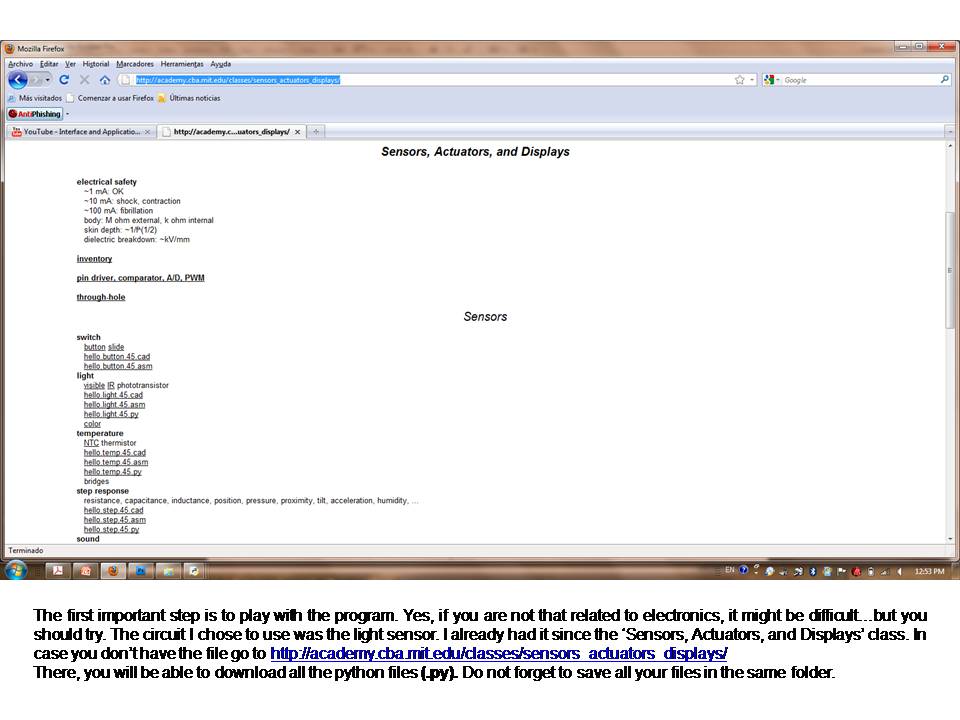 Mozilla Firefox
Archivo Editar Ver Historial Marcadores Herramientas Ayuda
http://academy.cba.mit.edu/classes/sensors_actuators_displays/
Google
Más visitados Comenzar a usar Firefox Últimas noticias
AntiPhishing
YouTube - Interface and Applicatio... http://academy.c...uators_displays/
Sensors, Actuators, and Displays
electrical safety
~1 mA: OK
~10 mA: shock, contraction
~100 mA: fibrillation
body: M ohm external, k ohm internal
skin depth: ~1/f^(1/2)
dielectric breakdown: ~kV/mm
inventory
pin driver, comparator, A/D, PWM
through-hole
Sensors
switch
button slide
hello.button.45.cad
hello.button.45.asm
light
visible IR phototransistor
hello.light.45.cad
hello.light.45.asm
hello.light.45.py
color
temperature
NTC thermistor
hello.temp.45.cad
hello.temp.45.asm
hello.temp.45.py
bridges
step response
resistance, capacitance, inductance, position, pressure, proximity, tilt, acceleration, humidity, ...
hello.step.45.cad
hello.step.45.asm
hello.step.45.py
sound
Terminado
EN 12:53 PM
The first important step is to play with the program. Yes, if you are not that related to electronics, it might be difficult...but you
should try. The circuit I chose to use was the light sensor. I already had it since the ‘Sensors, Actuators, and Displays’ class. In
case you don’t have the file go to http://academy.cba.mit.edu/classes/sensors_actuators_displays/
There, you will be able to download all the python files (.py). Do not forget to save all your files in the same folder.